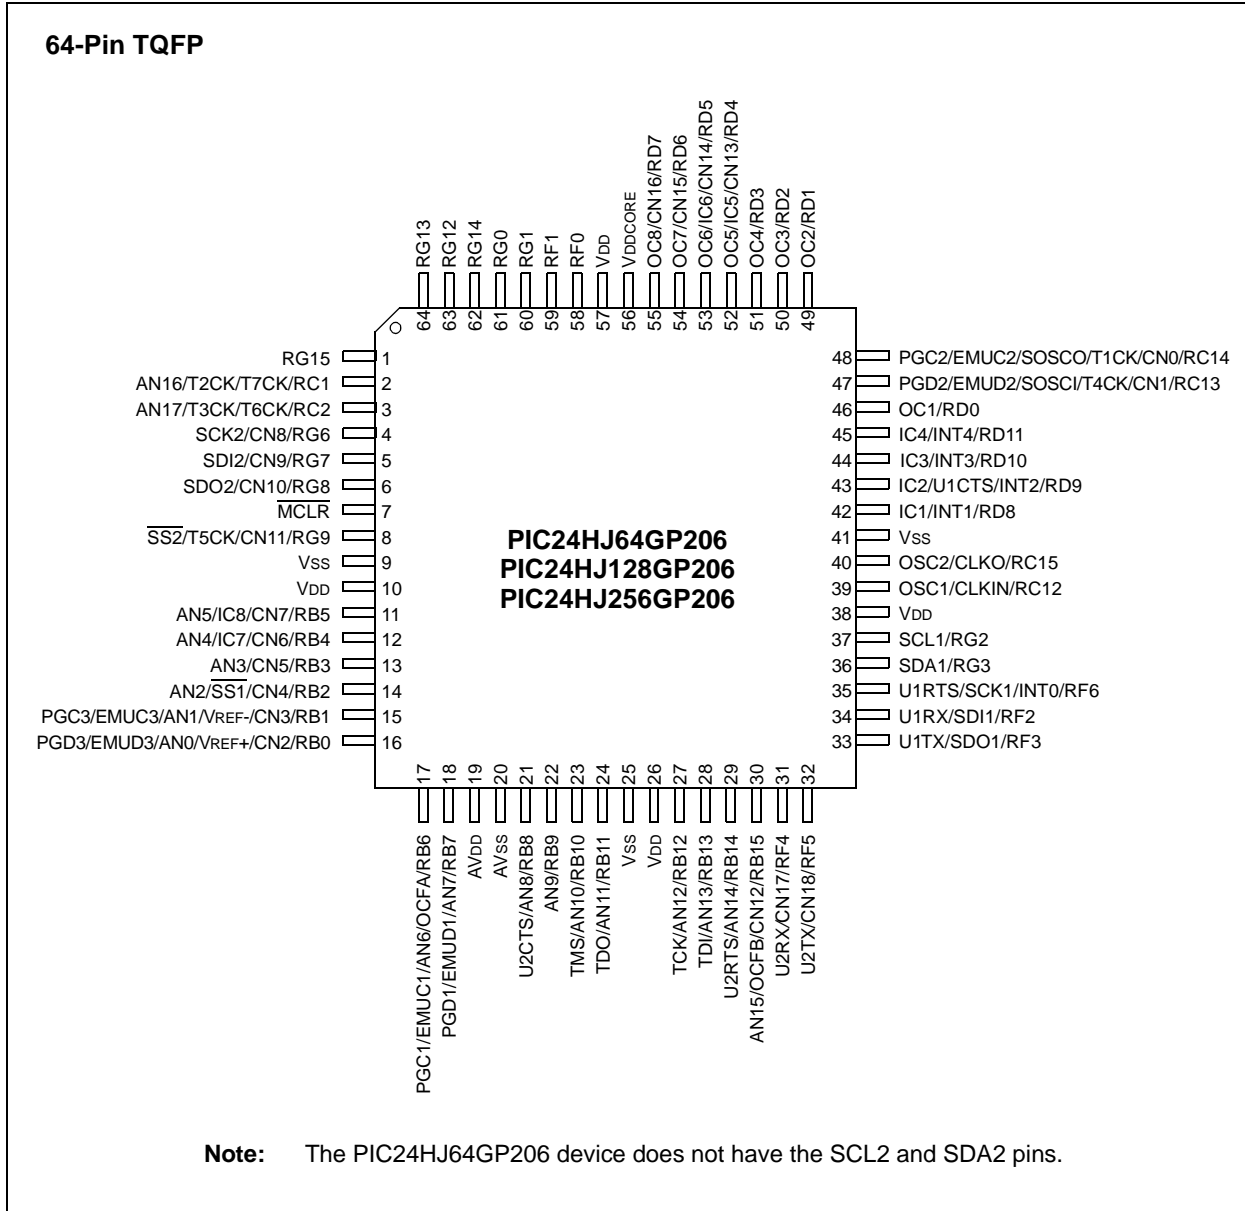 64-Pin TQFP
RG13
RG12
RG14
RG0
RG1
RF1
RF0
VDD
VDDCORE
OC8/CN16/RD7
OC7/CN15/RD6
OC6/IC6/CN14/RD5
OC5/IC5/CN13/RD4
OC4/RD3
OC3/RD2
OC2/RD1
64
63
62
61
60
59
58
57
56
55
54
53
52
51
50
49
RG15 1
AN16/T2CK/T7CK/RC1 2
AN17/T3CK/T6CK/RC2 3
SCK2/CN8/RG6 4
SDI2/CN9/RG7 5
SDO2/CN10/RG8 6
MCLR 7
SS2/T5CK/CN11/RG9 8
VSS 9
VDD 10
AN5/IC8/CN7/RB5 11
AN4/IC7/CN6/RB4 12
AN3/CN5/RB3 13
AN2/SS1/CN4/RB2 14
PGC3/EMUC3/AN1/VREF-/CN3/RB1 15
PGD3/EMUD3/AN0/VREF+/CN2/RB0 16
PIC24HJ64GP206
PIC24HJ128GP206
PIC24HJ256GP206
48 PGC2/EMUC2/SOSCO/T1CK/CN0/RC14
47 PGD2/EMUD2/SOSCI/T4CK/CN1/RC13
46 OC1/RD0
45 IC4/INT4/RD11
44 IC3/INT3/RD10
43 IC2/U1CTS/INT2/RD9
42 IC1/INT1/RD8
41 VSS
40 OSC2/CLKO/RC15
39 OSC1/CLKIN/RC12
38 VDD
37 SCL1/RG2
36 SDA1/RG3
35 U1RTS/SCK1/INT0/RF6
34 U1RX/SDI1/RF2
33 U1TX/SDO1/RF3
17
18
19
20
21
22
23
24
25
26
27
28
29
30
31
32
PGC1/EMUC1/AN6/OCFA/RB6
PGD1/EMUD1/AN7/RB7
AVDD
AVSS
U2CTS/AN8/RB8
AN9/RB9
TMS/AN10/RB10
TDO/AN11/RB11
VSS
VDD
TCK/AN12/RB12
TDI/AN13/RB13
U2RTS/AN14/RB14
AN15/OCFB/CN12/RB15
U2RX/CN17/RF4
U2TX/CN18/RF5
Note: The PIC24HJ64GP206 device does not have the SCL2 and SDA2 pins.